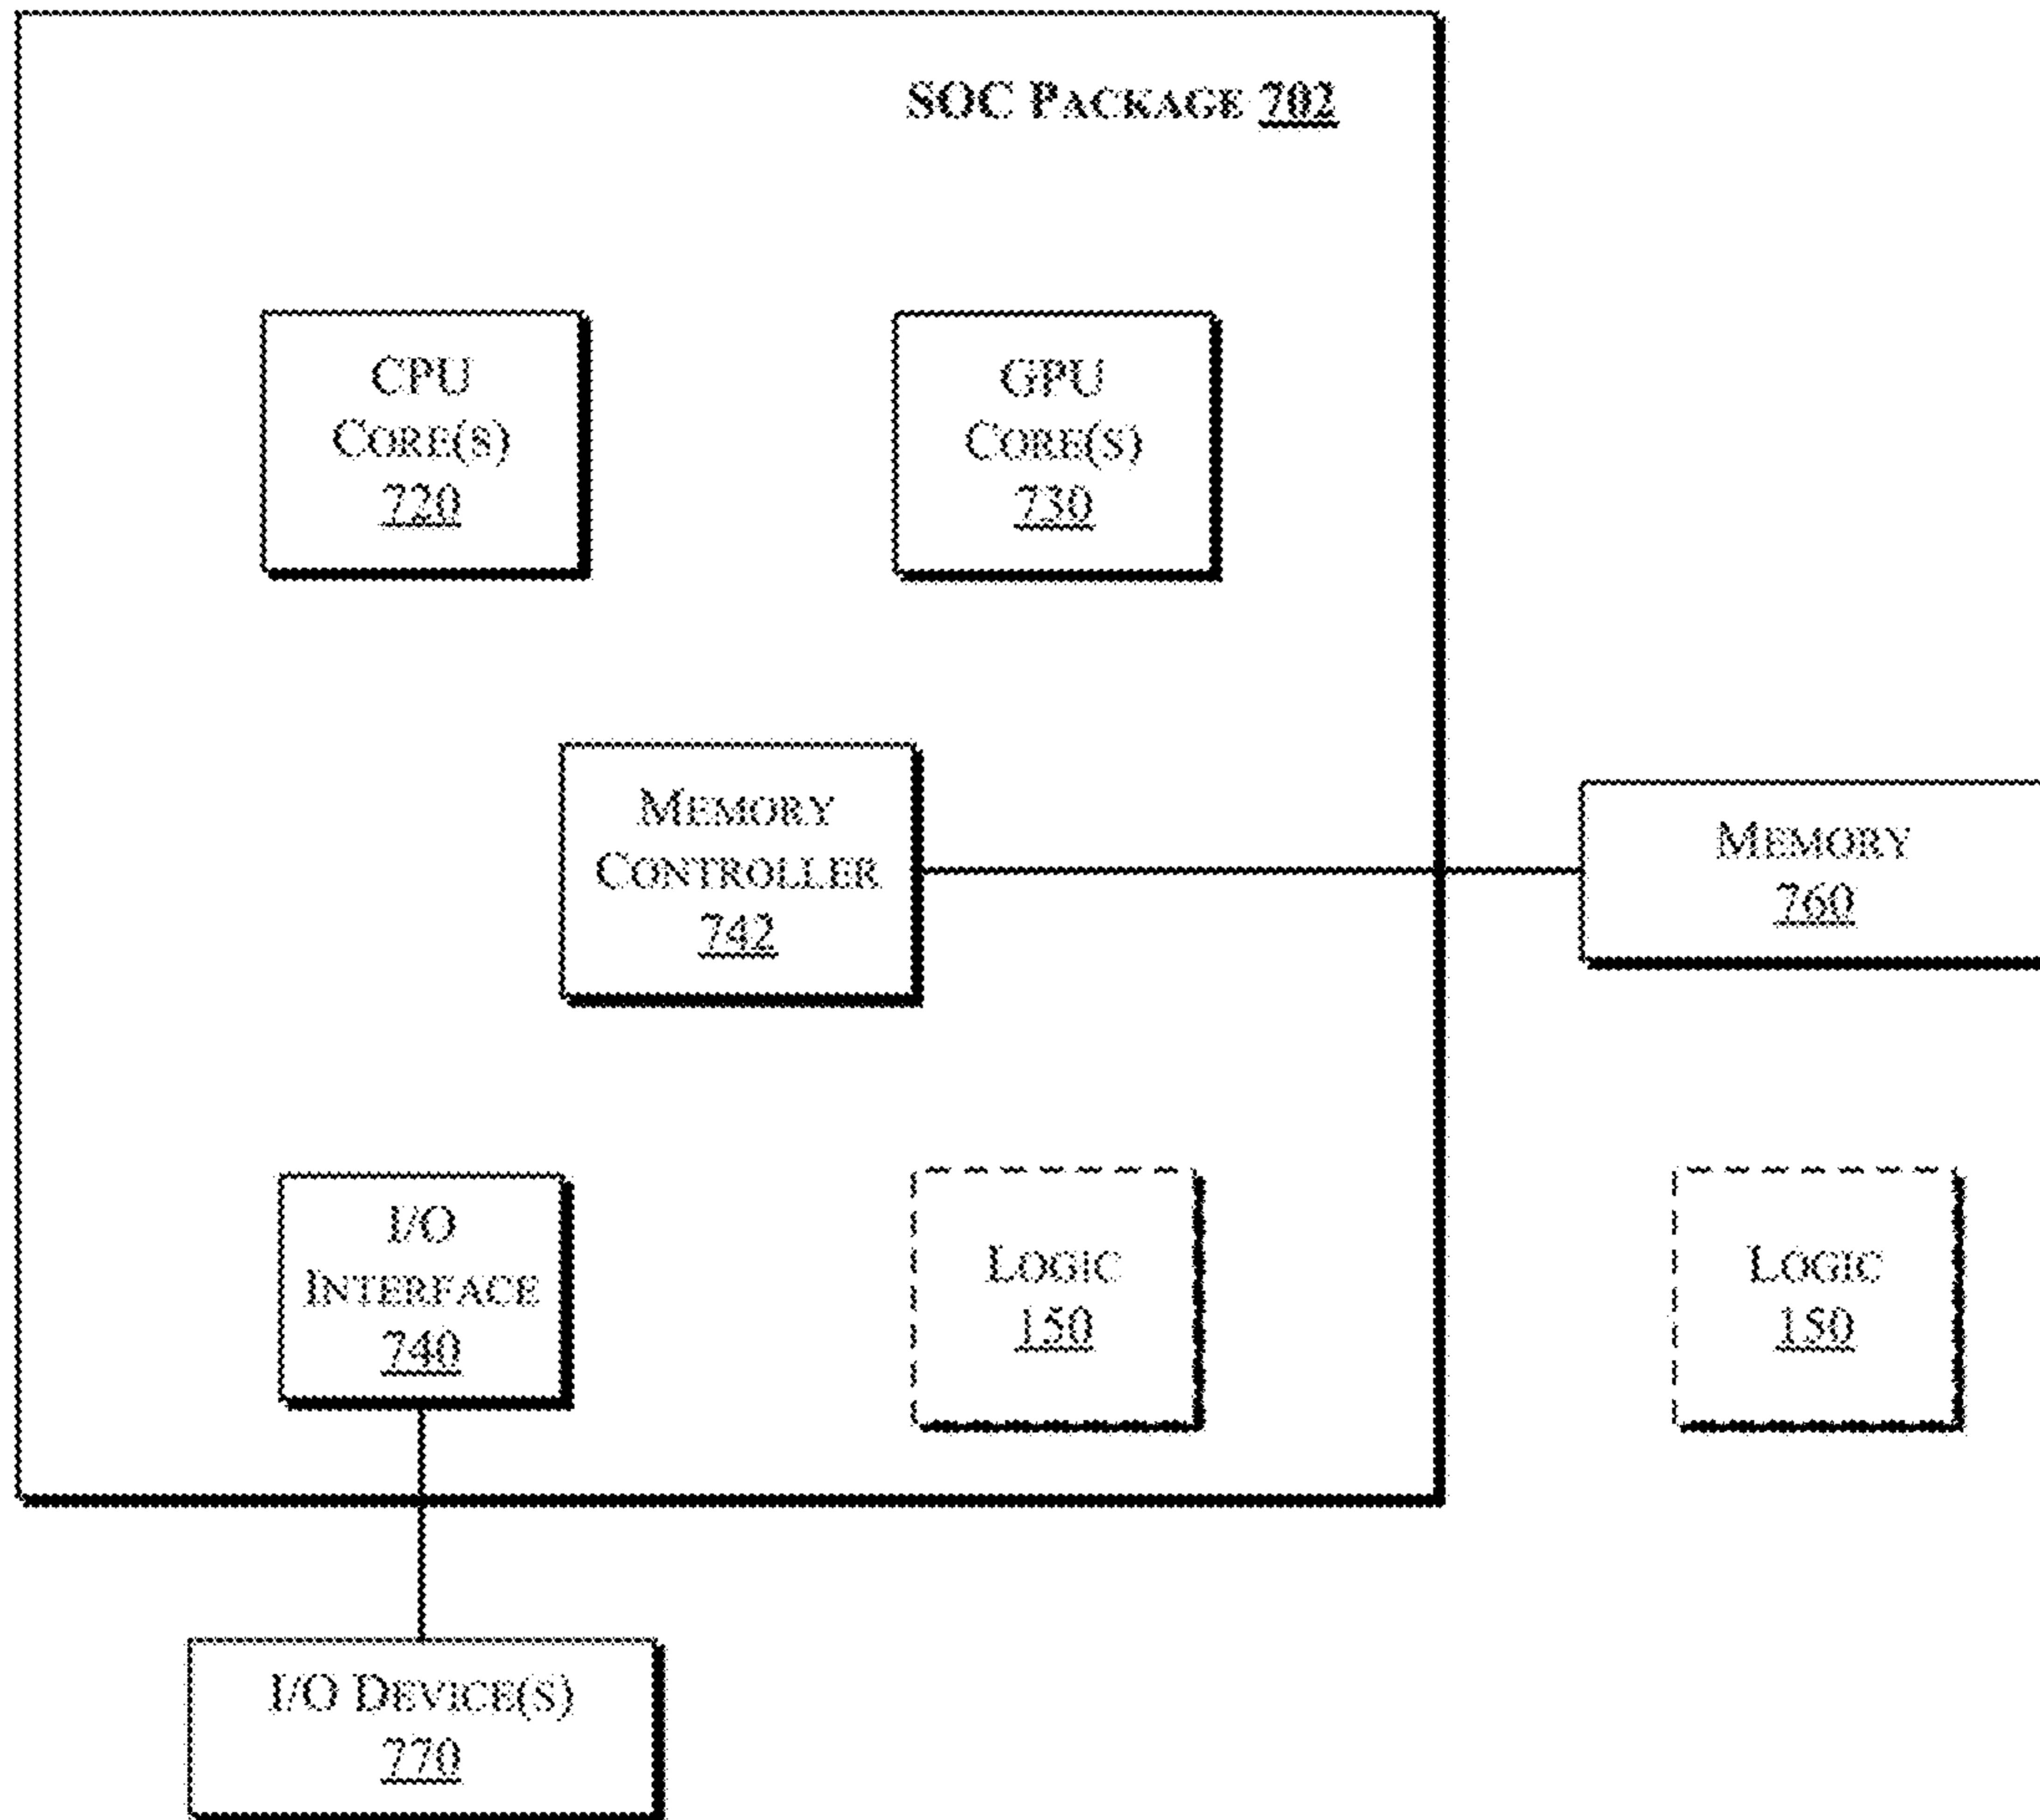 SOC PACKAGE 702
CPU
CORE(S)
720
GPU
CORE(S)
730
MEMORY
CONTROLLER
742
MEMORY
760
I/O
INTERFACE
740
LOGIC
150
LOGIC
150
I/O DEVICE(S)
770